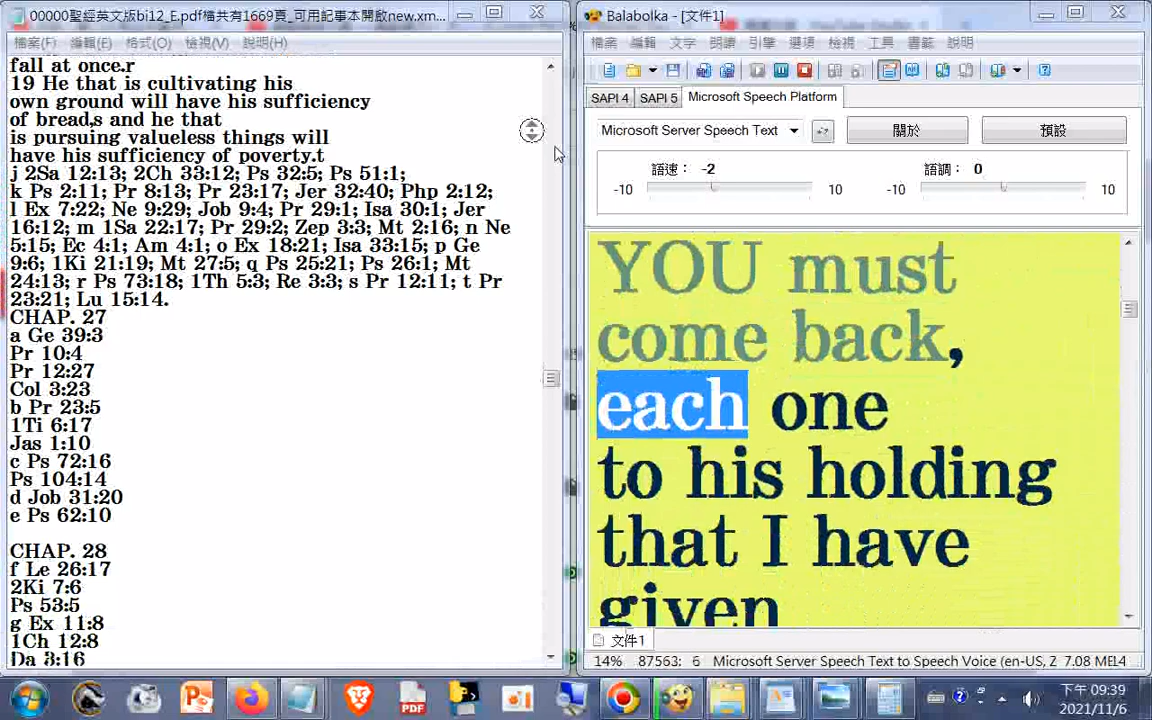 00000聖經英文版bi12_E.pdf檔共有1669頁_可用記事本開啟new.xm...
檔案(F) 編輯(E) 格式(O) 檢視(V) 說明(H)
fall at once.r
19 He that is cultivating his
own ground will have his sufficiency
of bread,s and he that
is pursuing valueless things will
have his sufficiency of poverty.t
j 2Sa 12:13; 2Ch 33:12; Ps 32:5; Ps 51:1;
k Ps 2:11; Pr 8:13; Pr 23:17; Jer 32:40; Php 2:12;
l Ex 7:22; Ne 9:29; Job 9:4; Pr 29:1; Isa 30:1; Jer
16:12; m 1Sa 22:17; Pr 29:2; Zep 3:3; Mt 2:16; n Ne
5:15; Ec 4:1; Am 4:1; o Ex 18:21; Isa 33:15; p Ge
9:6; 1Ki 21:19; Mt 27:5; q Ps 25:21; Ps 26:1; Mt
24:13; r Ps 73:18; 1Th 5:3; Re 3:3; s Pr 12:11; t Pr
23:21; Lu 15:14.
CHAP. 27
a Ge 39:3
Pr 10:4
Pr 12:27
Col 3:23
b Pr 23:5
1Ti 6:17
Jas 1:10
c Ps 72:16
Ps 104:14
d Job 31:20
e Ps 62:10
CHAP. 28
f Le 26:17
2Ki 7:6
Ps 53:5
g Ex 11:8
1Ch 12:8
Da 3:16
Balabolka - [文件1]
檔案 編輯 文字 朗讀 引擎 選項 檢視 工具 書籤 說明
SAPI 4 SAPI 5 Microsoft Speech Platform
Microsoft Server Speech Text 關於 預設
語速： -2 語調： 0
-10 10 -10 10
YOU must
come back,
each one
to his holding
that I have
given
文件1
14% 87563: 6 Microsoft Server Speech Text to Speech Voice (en-US, 2 7.08 ME 14
PDF
下午 09:39
2021/11/6